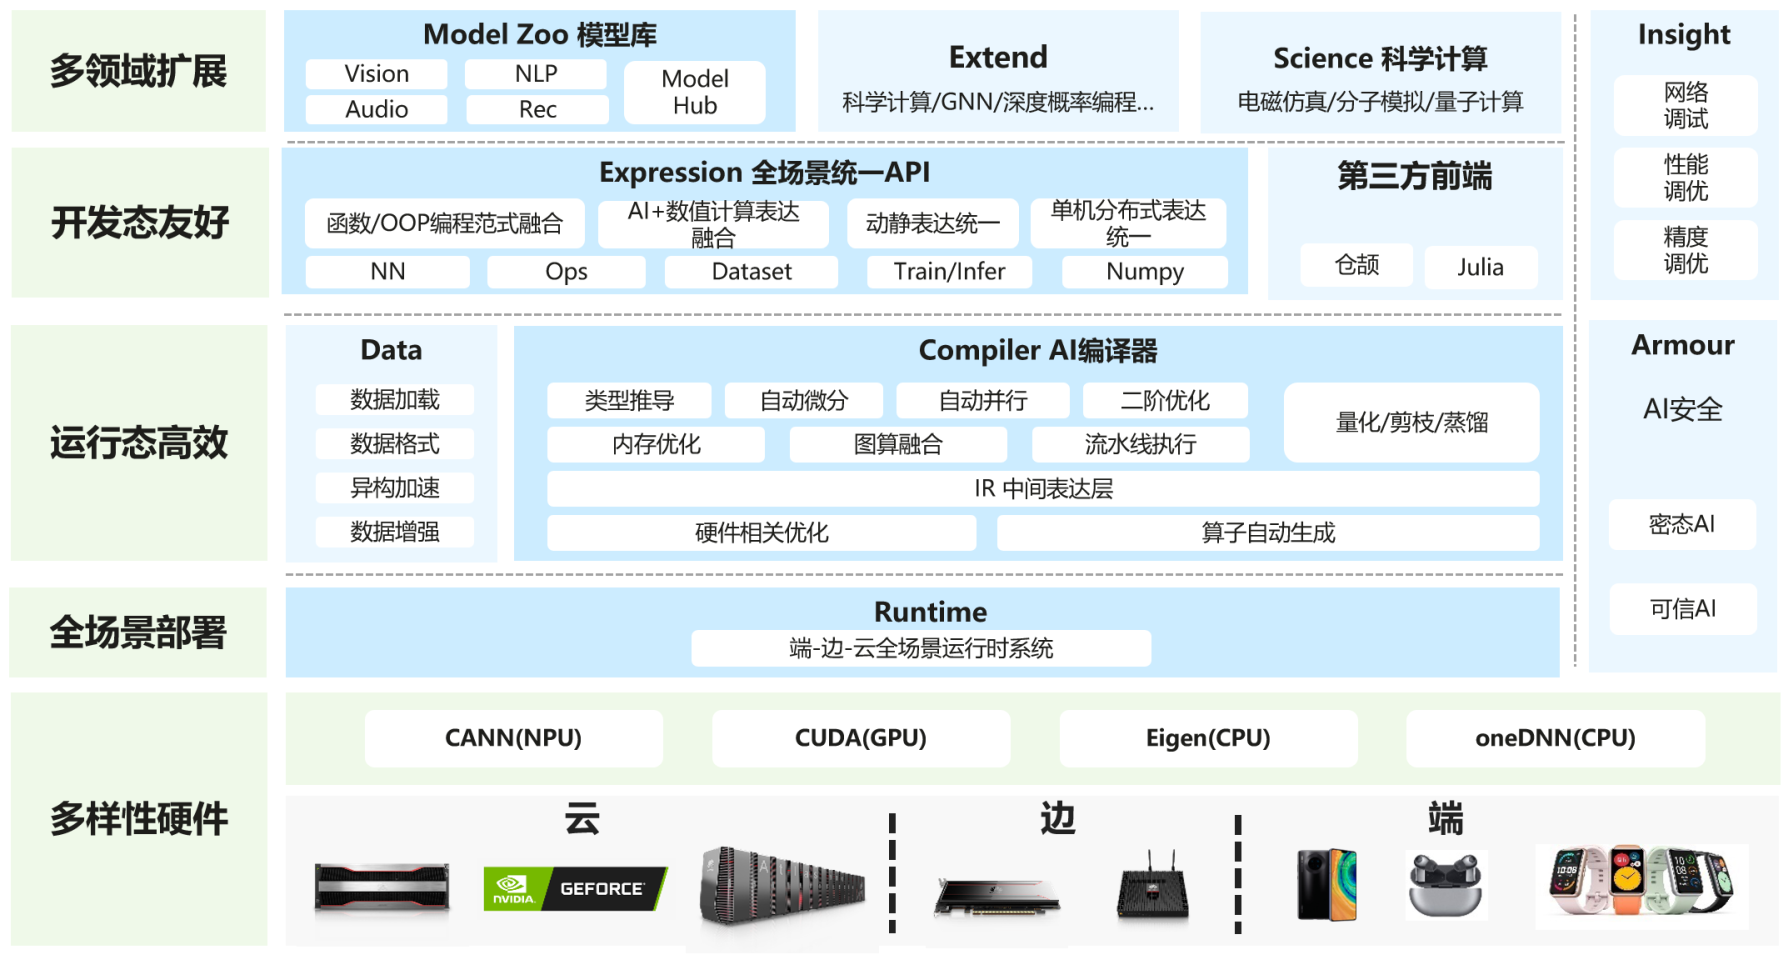 多领域扩展
Model Zoo 模型库
Vision
NLP
Audio
Rec
Model
Hub
Extend
科学计算/GNN/深度概率编程...
Science 科学计算
电磁仿真/分子模拟/量子计算
Insight
网络
调试
性能
调优
精度
调优
开发态友好
Expression 全场景统一API
函数/OOP编程范式融合
AI+数值计算表达
融合
动静表达统一
单机分布式表达
统一
NN
Ops
Dataset
Train/Infer
Numpy
第三方前端
仓颉
Julia
运行态高效
Data
数据加载
数据格式
异构加速
数据增强
Compiler AI编译器
类型推导
自动微分
自动并行
二阶优化
量化/剪枝/蒸馏
内存优化
图算融合
流水线执行
IR 中间表达层
硬件相关优化
算子自动生成
Armour
AI安全
密态AI
可信AI
全场景部署
Runtime
端-边-云全场景运行时系统
多样性硬件
CANN(NPU)
CUDA(GPU)
Eigen(CPU)
oneDNN(CPU)
云
边
端
NVIDIA.
GEFORCE